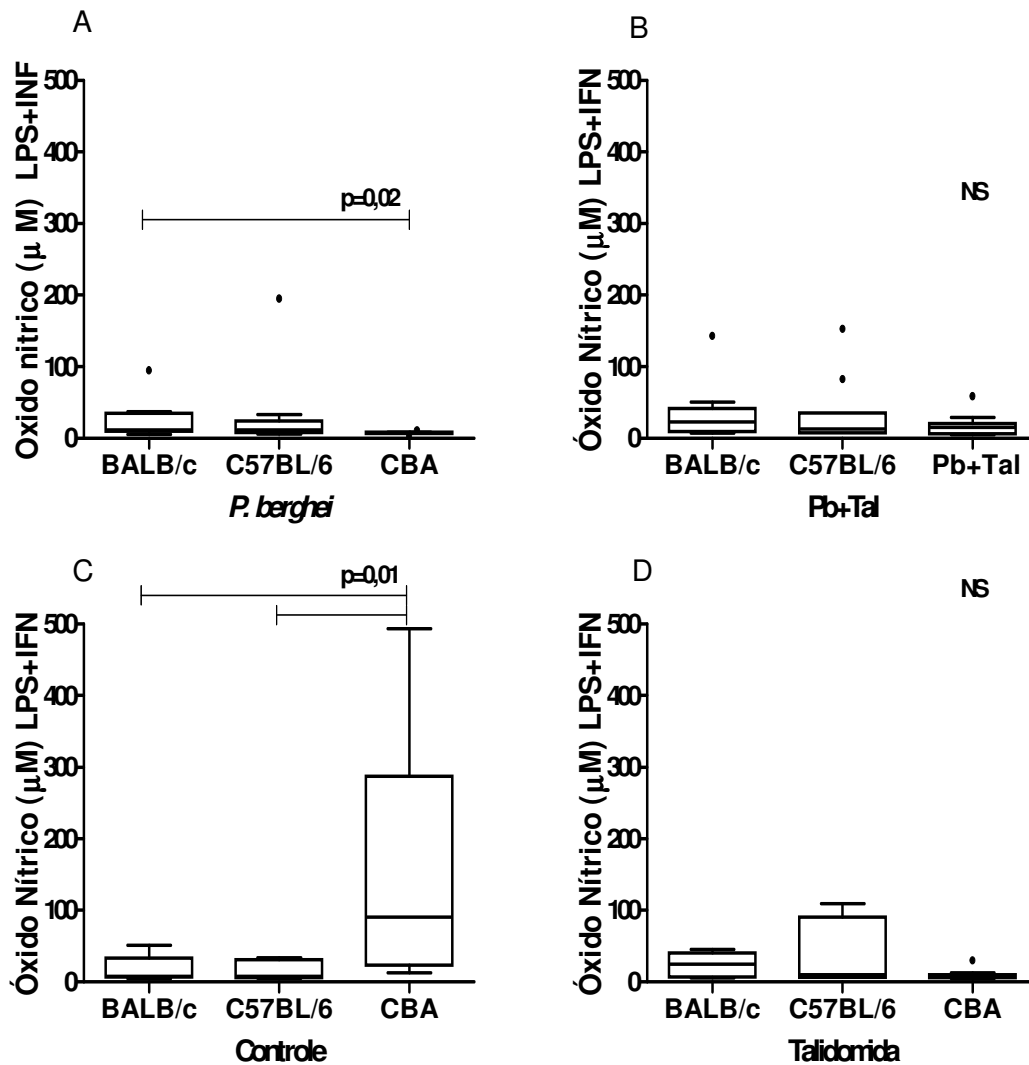 A
Oxido nitrico (μ M) LPS+INF
500
400
300
200
100
0
p=0,02
BALB/c C57BL/6 CBA
P. berghei
B
Óxido Nítrico (μM) LPS+IFN
500
400
300
200
100
0
NS
BALB/c C57BL/6 Pb+Tal
Pb+Tal
C
Óxido Nítrico (μM) LPS+IFN
500
400
300
200
100
0
p=0,01
BALB/c C57BL/6 CBA
Controle
D
Óxido Nítrico (μM) LPS+IFN
500
400
300
200
100
0
NS
BALB/c C57BL/6 CBA
Talidomida